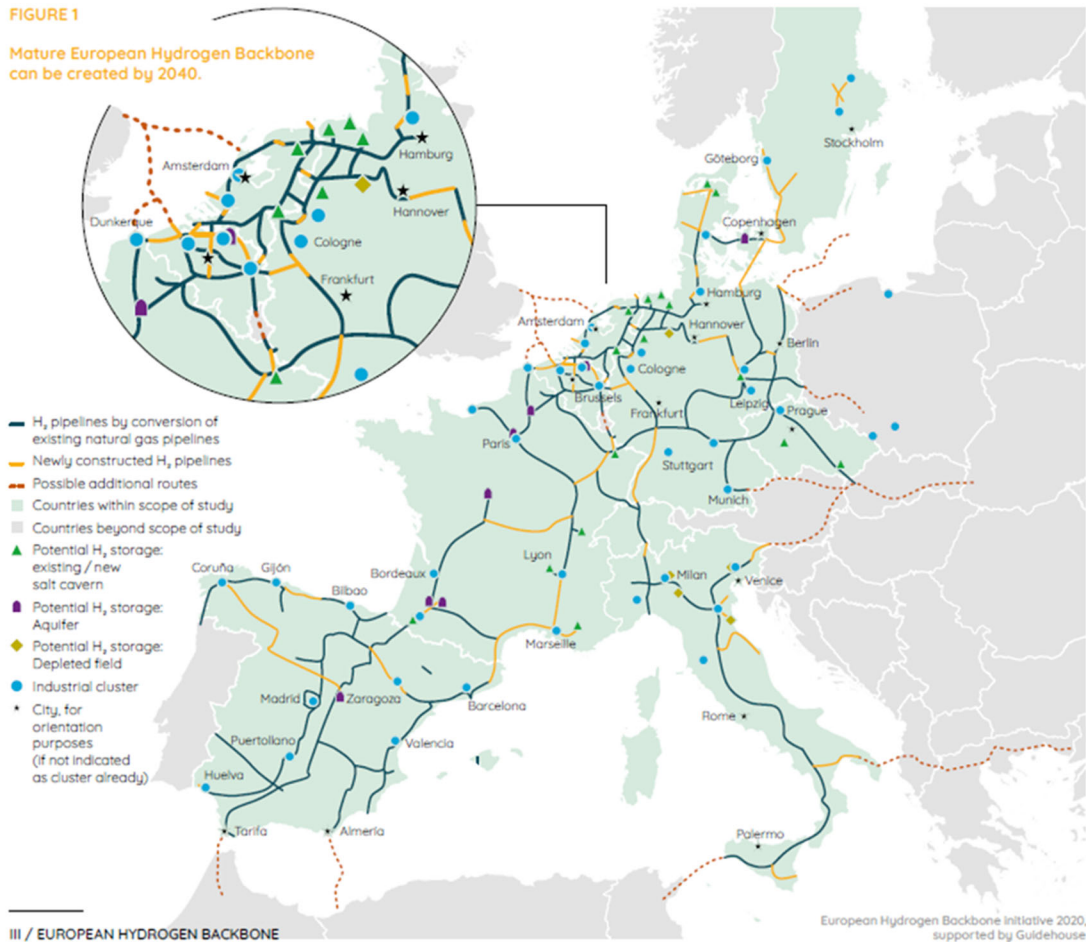 FIGURE 1
Mature European Hydrogen Backbone
can be created by 2040.
Amsterdam
Hamburg
Hannover
Dunkerque
Cologne
Frankfurt
Stockholm
Göteborg
Copenhagen
Hamburg
Amsterdam
Hannover
Berlin
Cologne
Brussels
Leipzig
Frankfurt
Prague
Paris
Stuttgart
Munich
H₂ pipelines by conversion of
existing natural gas pipelines
Newly constructed H₂ pipelines
Possible additional routes
Countries within scope of study
Countries beyond scope of study
Potential H₂ storage:
existing / new
salt cavern
Potential H₂ storage:
Aquifer
Potential H₂ storage:
Depleted field
Industrial cluster
City, for
orientation
purposes
(if not indicated
as cluster already)
Lyon
Coruña
Gijón
Bordeaux
Milan
Bilbao
Venice
Marseille
Madrid
Zaragoza
Barcelona
Rome
Puertollano
Valencia
Huelva
Tarifa
Almería
Palermo
III / EUROPEAN HYDROGEN BACKBONE
European Hydrogen Backbone initiative 2020,
supported by Guidehouse